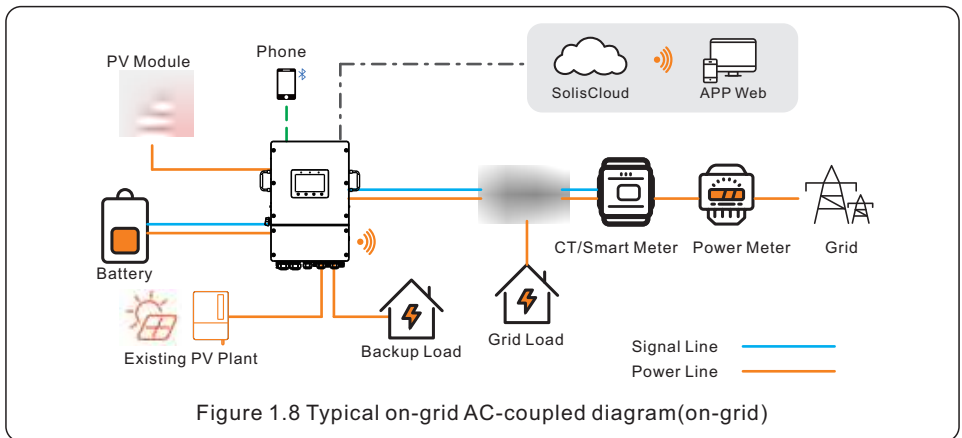 Phone
PV Module
SolisCloud
APP Web
CT/Smart Meter
Power Meter
Grid
Battery
Existing PV Plant
Backup Load
Grid Load
Signal Line
Power Line
Figure 1.8 Typical on-grid AC-coupled diagram(on-grid)